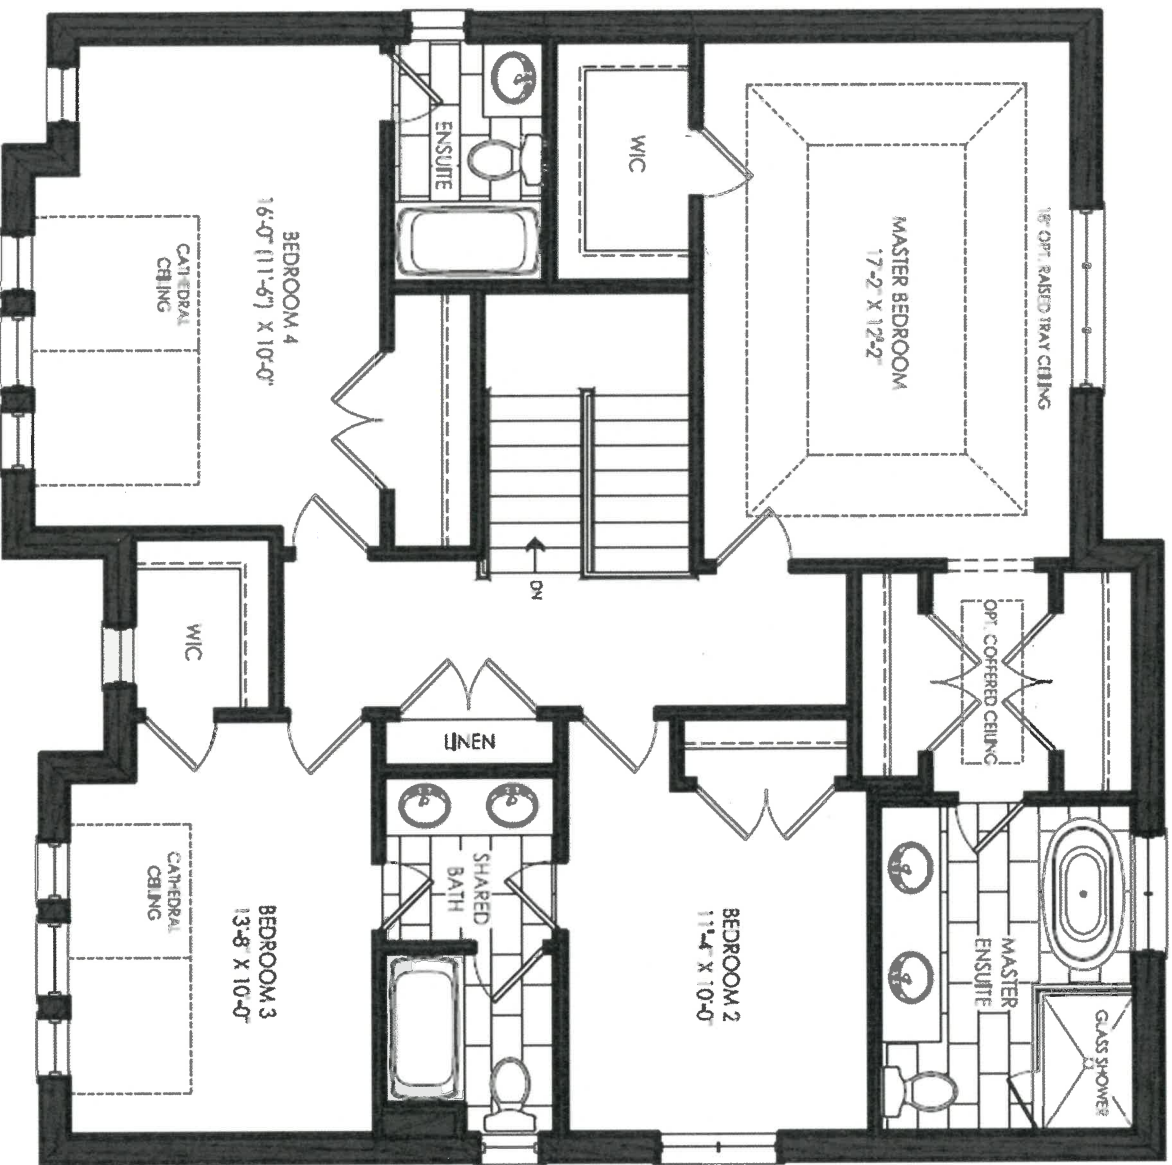 ENSUITE
WIC
BEDROOM 4
16'-0" (11'-6") X 10'-0"
CATHEDRAL
CEILING
MASTER BEDROOM
17'-2" X 12'-2"
18" OPT. RAISED TRAY CEILING
DN
WIC
LINEN
OPT. COFFERED CEILING
CATHEDRAL
CEILING
BEDROOM 3
13'-8" X 10'-0"
SHARED
BATH
BEDROOM 2
11'-4" X 10'-0"
MASTER
ENSUITE
GLASS SHOWER